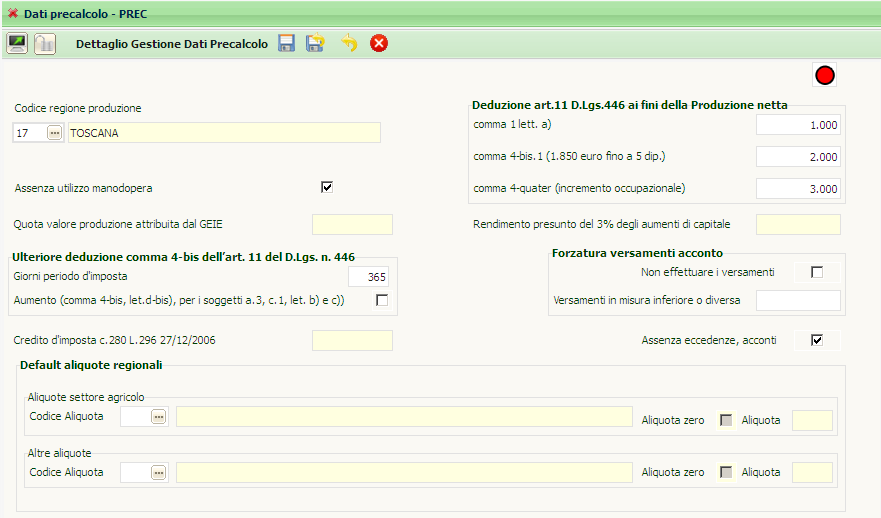 Dati precalcolo - PREC
Dettaglio Gestione Dati Precalcolo
Codice regione produzione
17 ... TOSCANA
Deduzione art.11 D.Lgs.446 ai fini della Produzione netta
comma 1 lett. a) 1.000
comma 4-bis.1 (1.850 euro fino a 5 dip.) 2.000
comma 4-quater (incremento occupazionale) 3.000
Assenza utilizzo manodopera
Quota valore produzione attribuita dal GEIE
Rendimento presunto del 3% degli aumenti di capitale
Ulteriore deduzione comma 4-bis dell'art. 11 del D.Lgs. n. 446
Giorni periodo d'imposta 365
Aumento (comma 4-bis, let.d-bis), per i soggetti a.3, c.1, let. b) e c))
Forzatura versamenti acconto
Non effettuare i versamenti
Versamenti in misura inferiore o diversa
Credito d'imposta c.280 L.296 27/12/2006
Assenza eccedenze, acconti
Default aliquote regionali
Aliquote settore agricolo
Codice Aliquota ... Aliquota zero Aliquota
Altre aliquote
Codice Aliquota ... Aliquota zero Aliquota